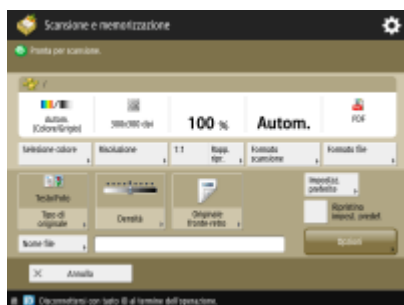 Scansione e memorizzazione
Pronta per scansione.
/
Autom.
(Colore/Grigio)
300x300 dpi
100 %
Autom.
PDF
Selezione colore
Risoluzione
1:1
Rapp.
ripr.
Formato
scansione
Formato file
Testo/Foto
Tipo di
originale
Densità
Originale
fronte-retro
Impostaz.
preferite
Ripristino
impost. predef.
Nome file
Opzioni
Annulla
Disconnettersi con tasto ID al termine dell'operazione.